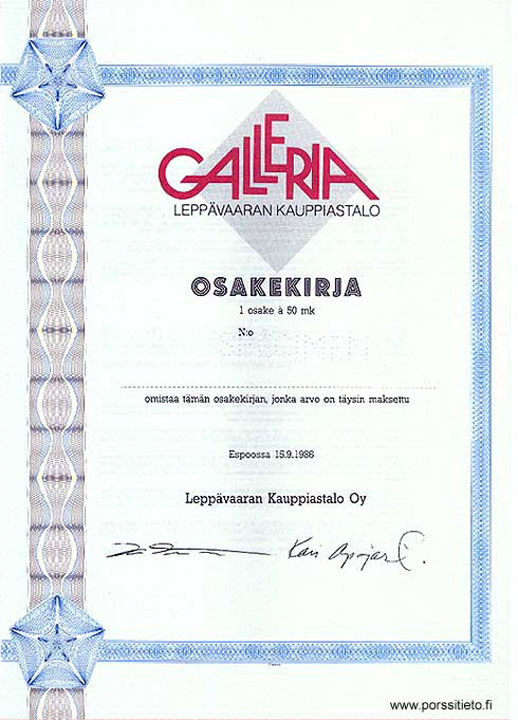 GALLERIA
LEPPÄVAARAN KAUPPIASTALO
OSAKEKIRJA
1 osake à 50 mk
N:o
omistaa tämän osakekirjan, jonka arvo on täysin maksettu
Espoossa 15.9.1986
Leppävaaran Kauppiastalo Oy
Kari
www.porssitieto.fi